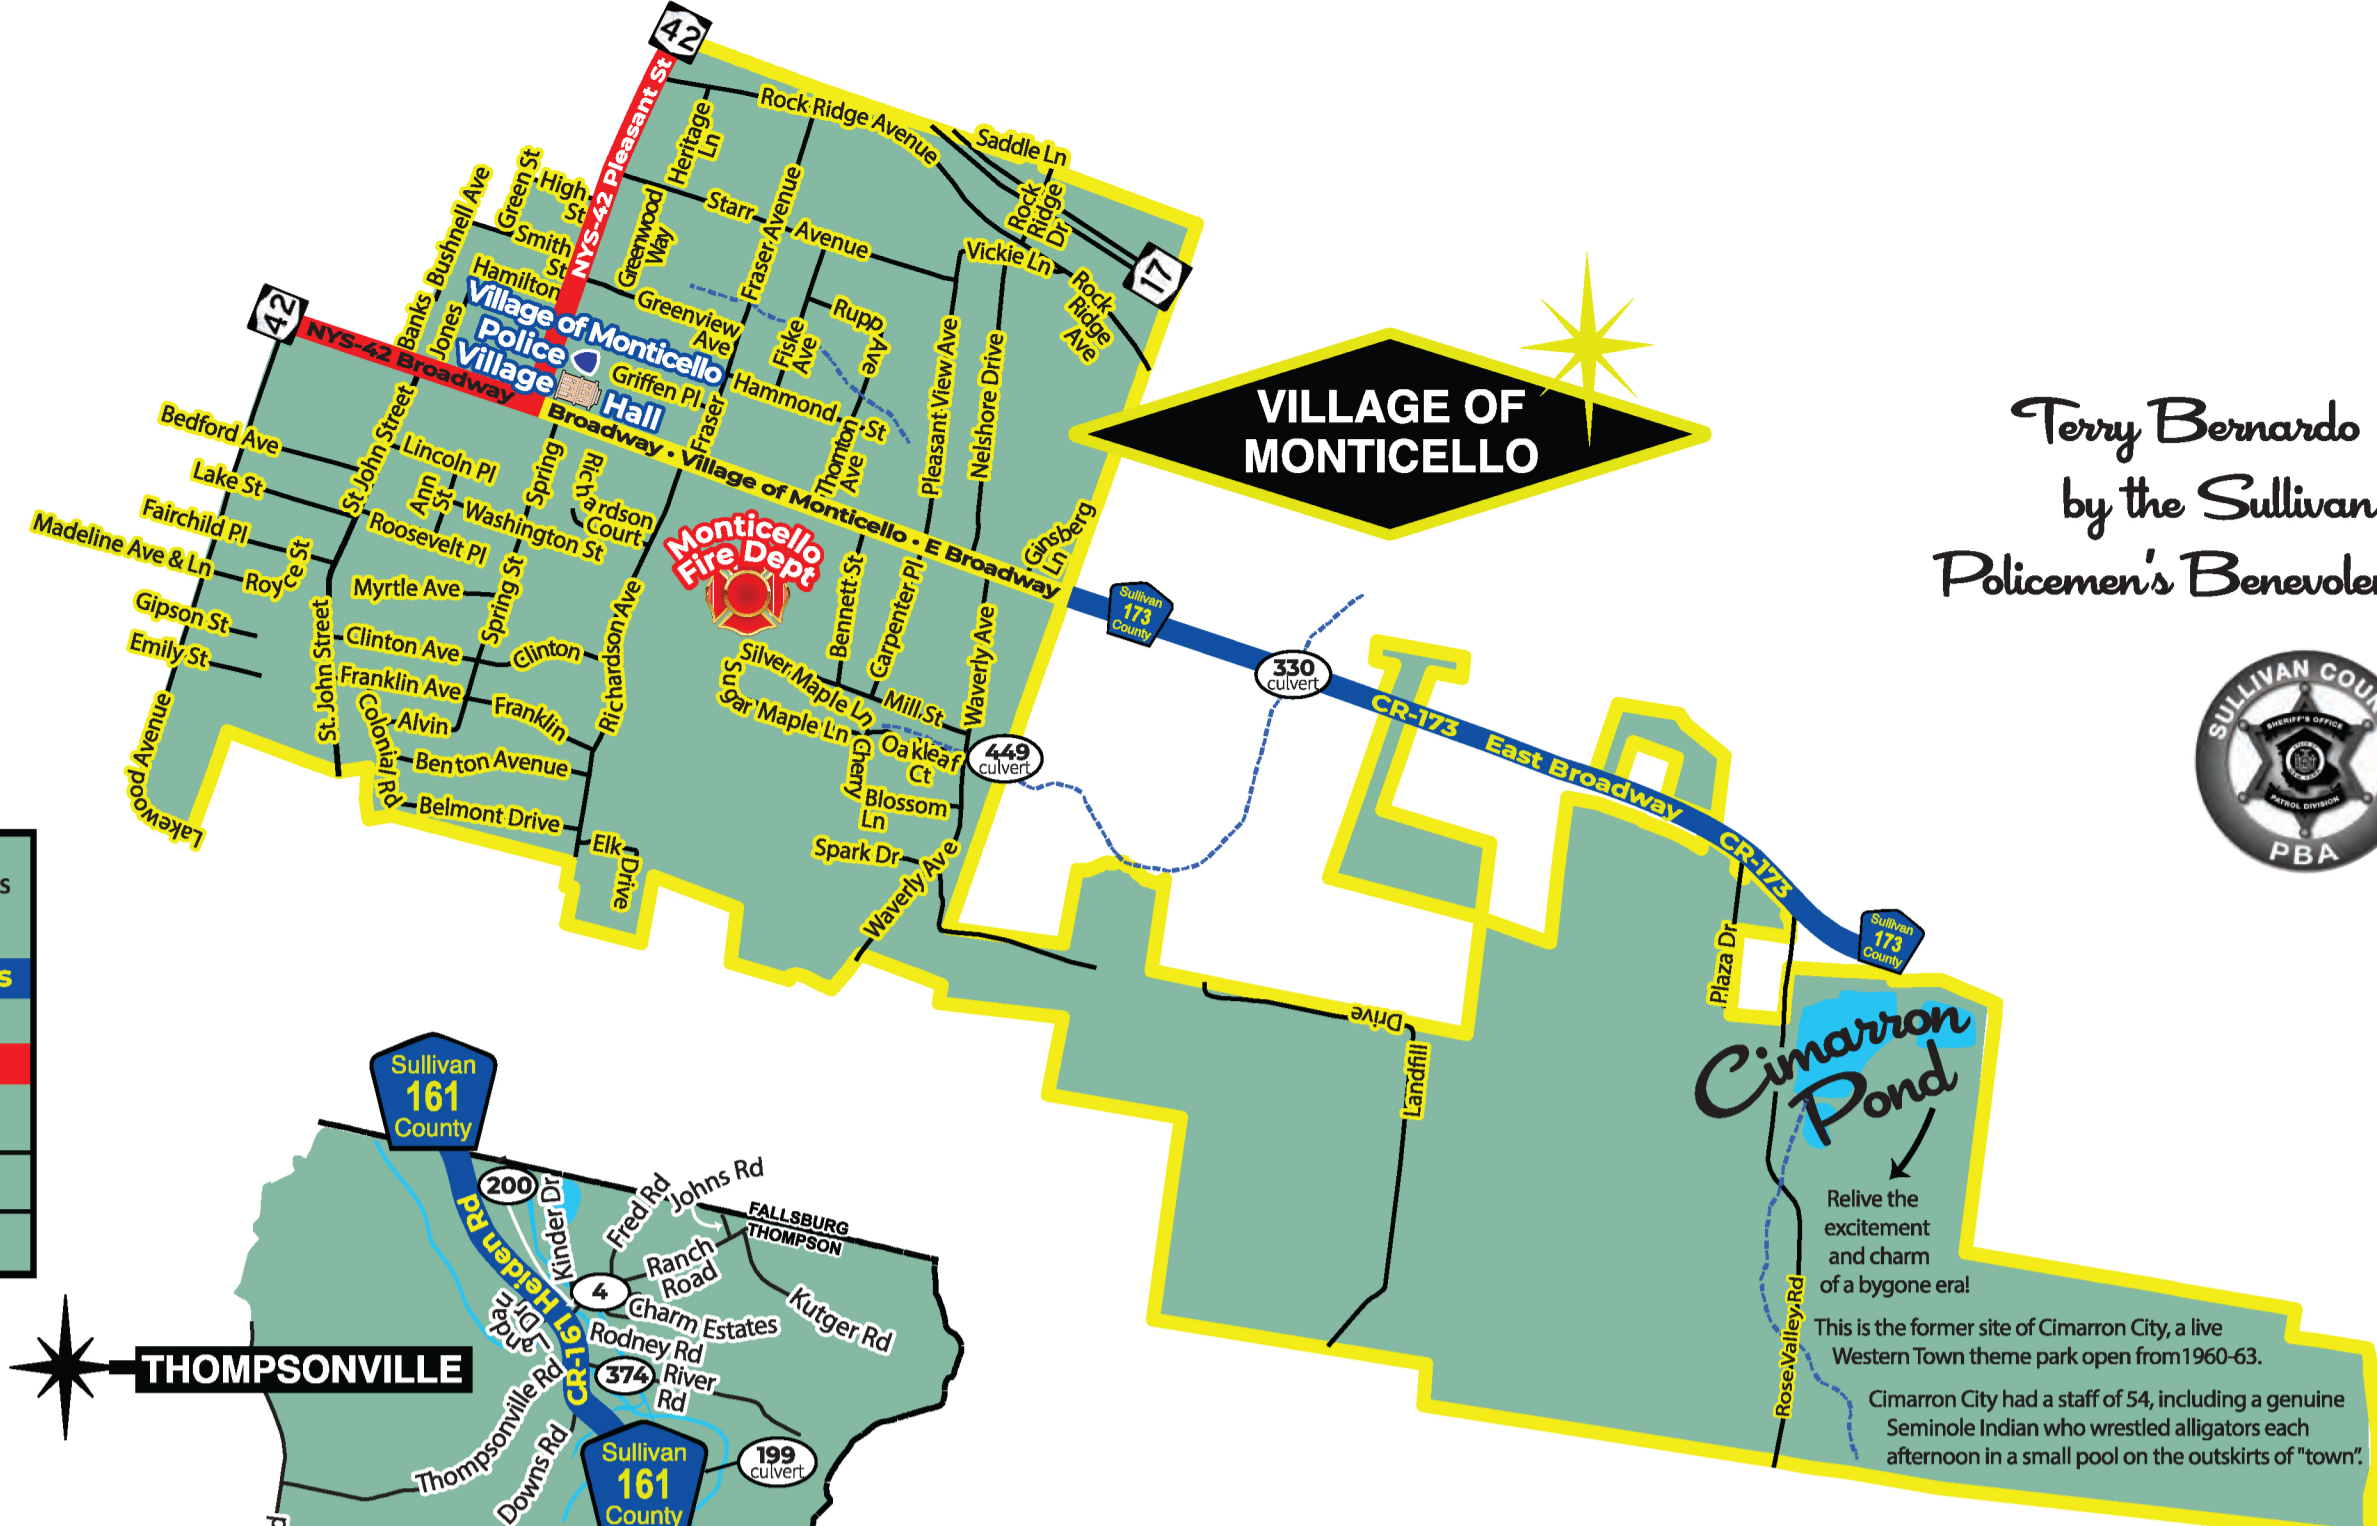 42
NYS-42 Pleasant St
Rock Ridge Avenue
Heritage
Ln
Saddle Ln
Rock
Ridge
Dr
17
Green St
High
St
Bushnell Ave
Smith
St
Greenwood
Way
Starr Avenue
Fraser Avenue
Vickie Ln
Rock
Ridge
Ave
Hamilton
Banks
Jones
42
NYS-42 Broadway
Village of Monticello
Police
Village
Hall
Greenview
Ave
Griffen Pl
Fiske
Ave
Rupp
Ave
Hammond
St
Fraser
Thornton
Ave
Pleasant View Ave
Nelshore Drive
Broadway • Village of Monticello • E Broadway
Ginsberg
Ln
VILLAGE OF
MONTICELLO
Terry Bernardo
by the Sullivan
Policemen's
SHERIFF'S OFFICE
PATROL DIVISION
PBA
Bedford Ave
Lake St
Fairchild Pl
Madeline Ave & Ln
Royce St
Gipson St
Emily St
Lakewood Avenue
St John Street
St. John Street
Lincoln Pl
Ann
St
Spring
Richardson
Court
Washington St
Roosevelt Pl
Myrtle Ave
Spring St
Clinton Ave
Clinton
Franklin Ave
Franklin
Alvin
Colonial Rd
Benton Avenue
Belmont Drive
Richardson Ave
Elk Drive
Monticello
Fire Dept
Bennett St
Carpenter Pl
Waverly Ave
Silver Maple Ln
Sungar Maple Ln
Mill St
Oakleaf
Ct
Cherry
Blossom
Ln
Spark Dr
Waverly Ave
449
culvert
Sullivan
173
County
330
culvert
CR-173 East Broadway
CR-173
Sullivan
173
County
Plaza Dr
Landfill
Drive
Rose Valley Rd
Cimarron
Pond
Relive the
excitement
and charm
of a bygone era!
This is the former site of Cimarron City, a live
Western Town theme park open from1960-63.
Cimarron City had a staff of 54, including a genuine
Seminole Indian who wrestled alligators each
afternoon in a small pool on the outskirts of "town".
Sullivan
161
County
200
Kinder Dr
Fred Rd
Johns Rd
FALLSBURG
THOMPSON
CR-161 Heiden Rd
Ranch
Road
4
Charm Estates
Kutger Rd
Land
Dr
Rodney Rd
374
River
Rd
THOMPSONVILLE
Thompsonville Rd
Downs Rd
Sullivan
161
County
199
culvert